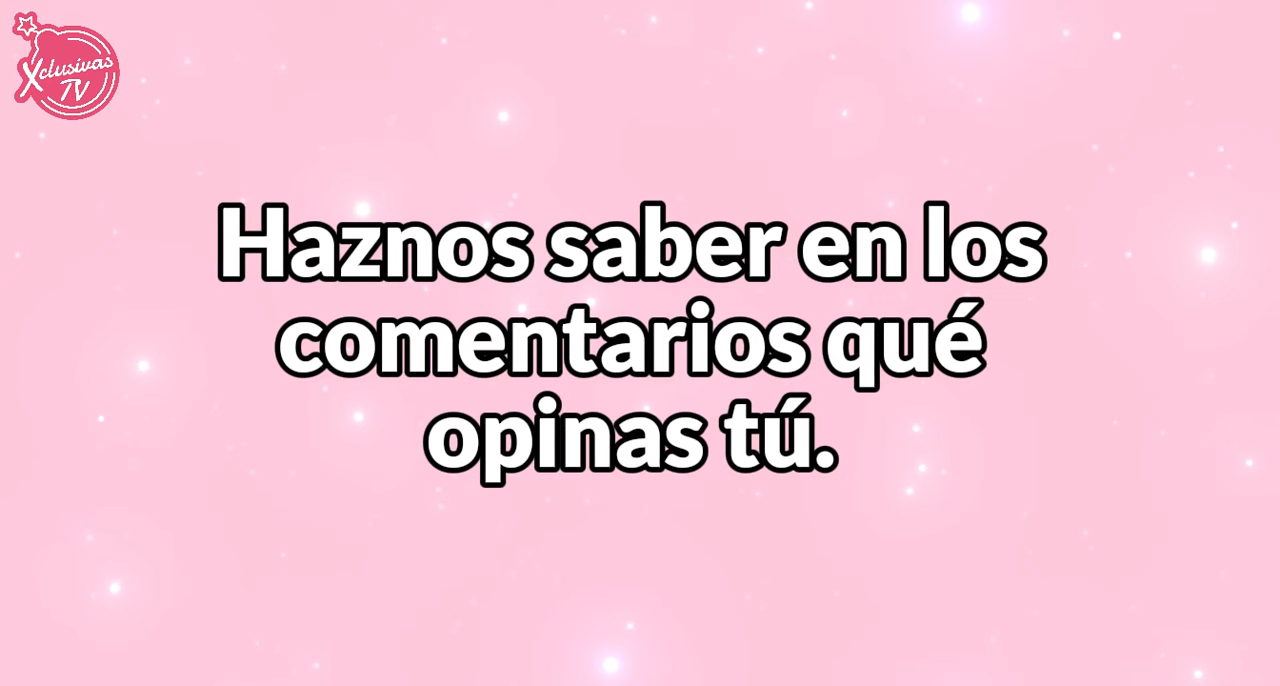 Xclusivas
TV
Haznos saber en los
comentarios qué
opinas tú.